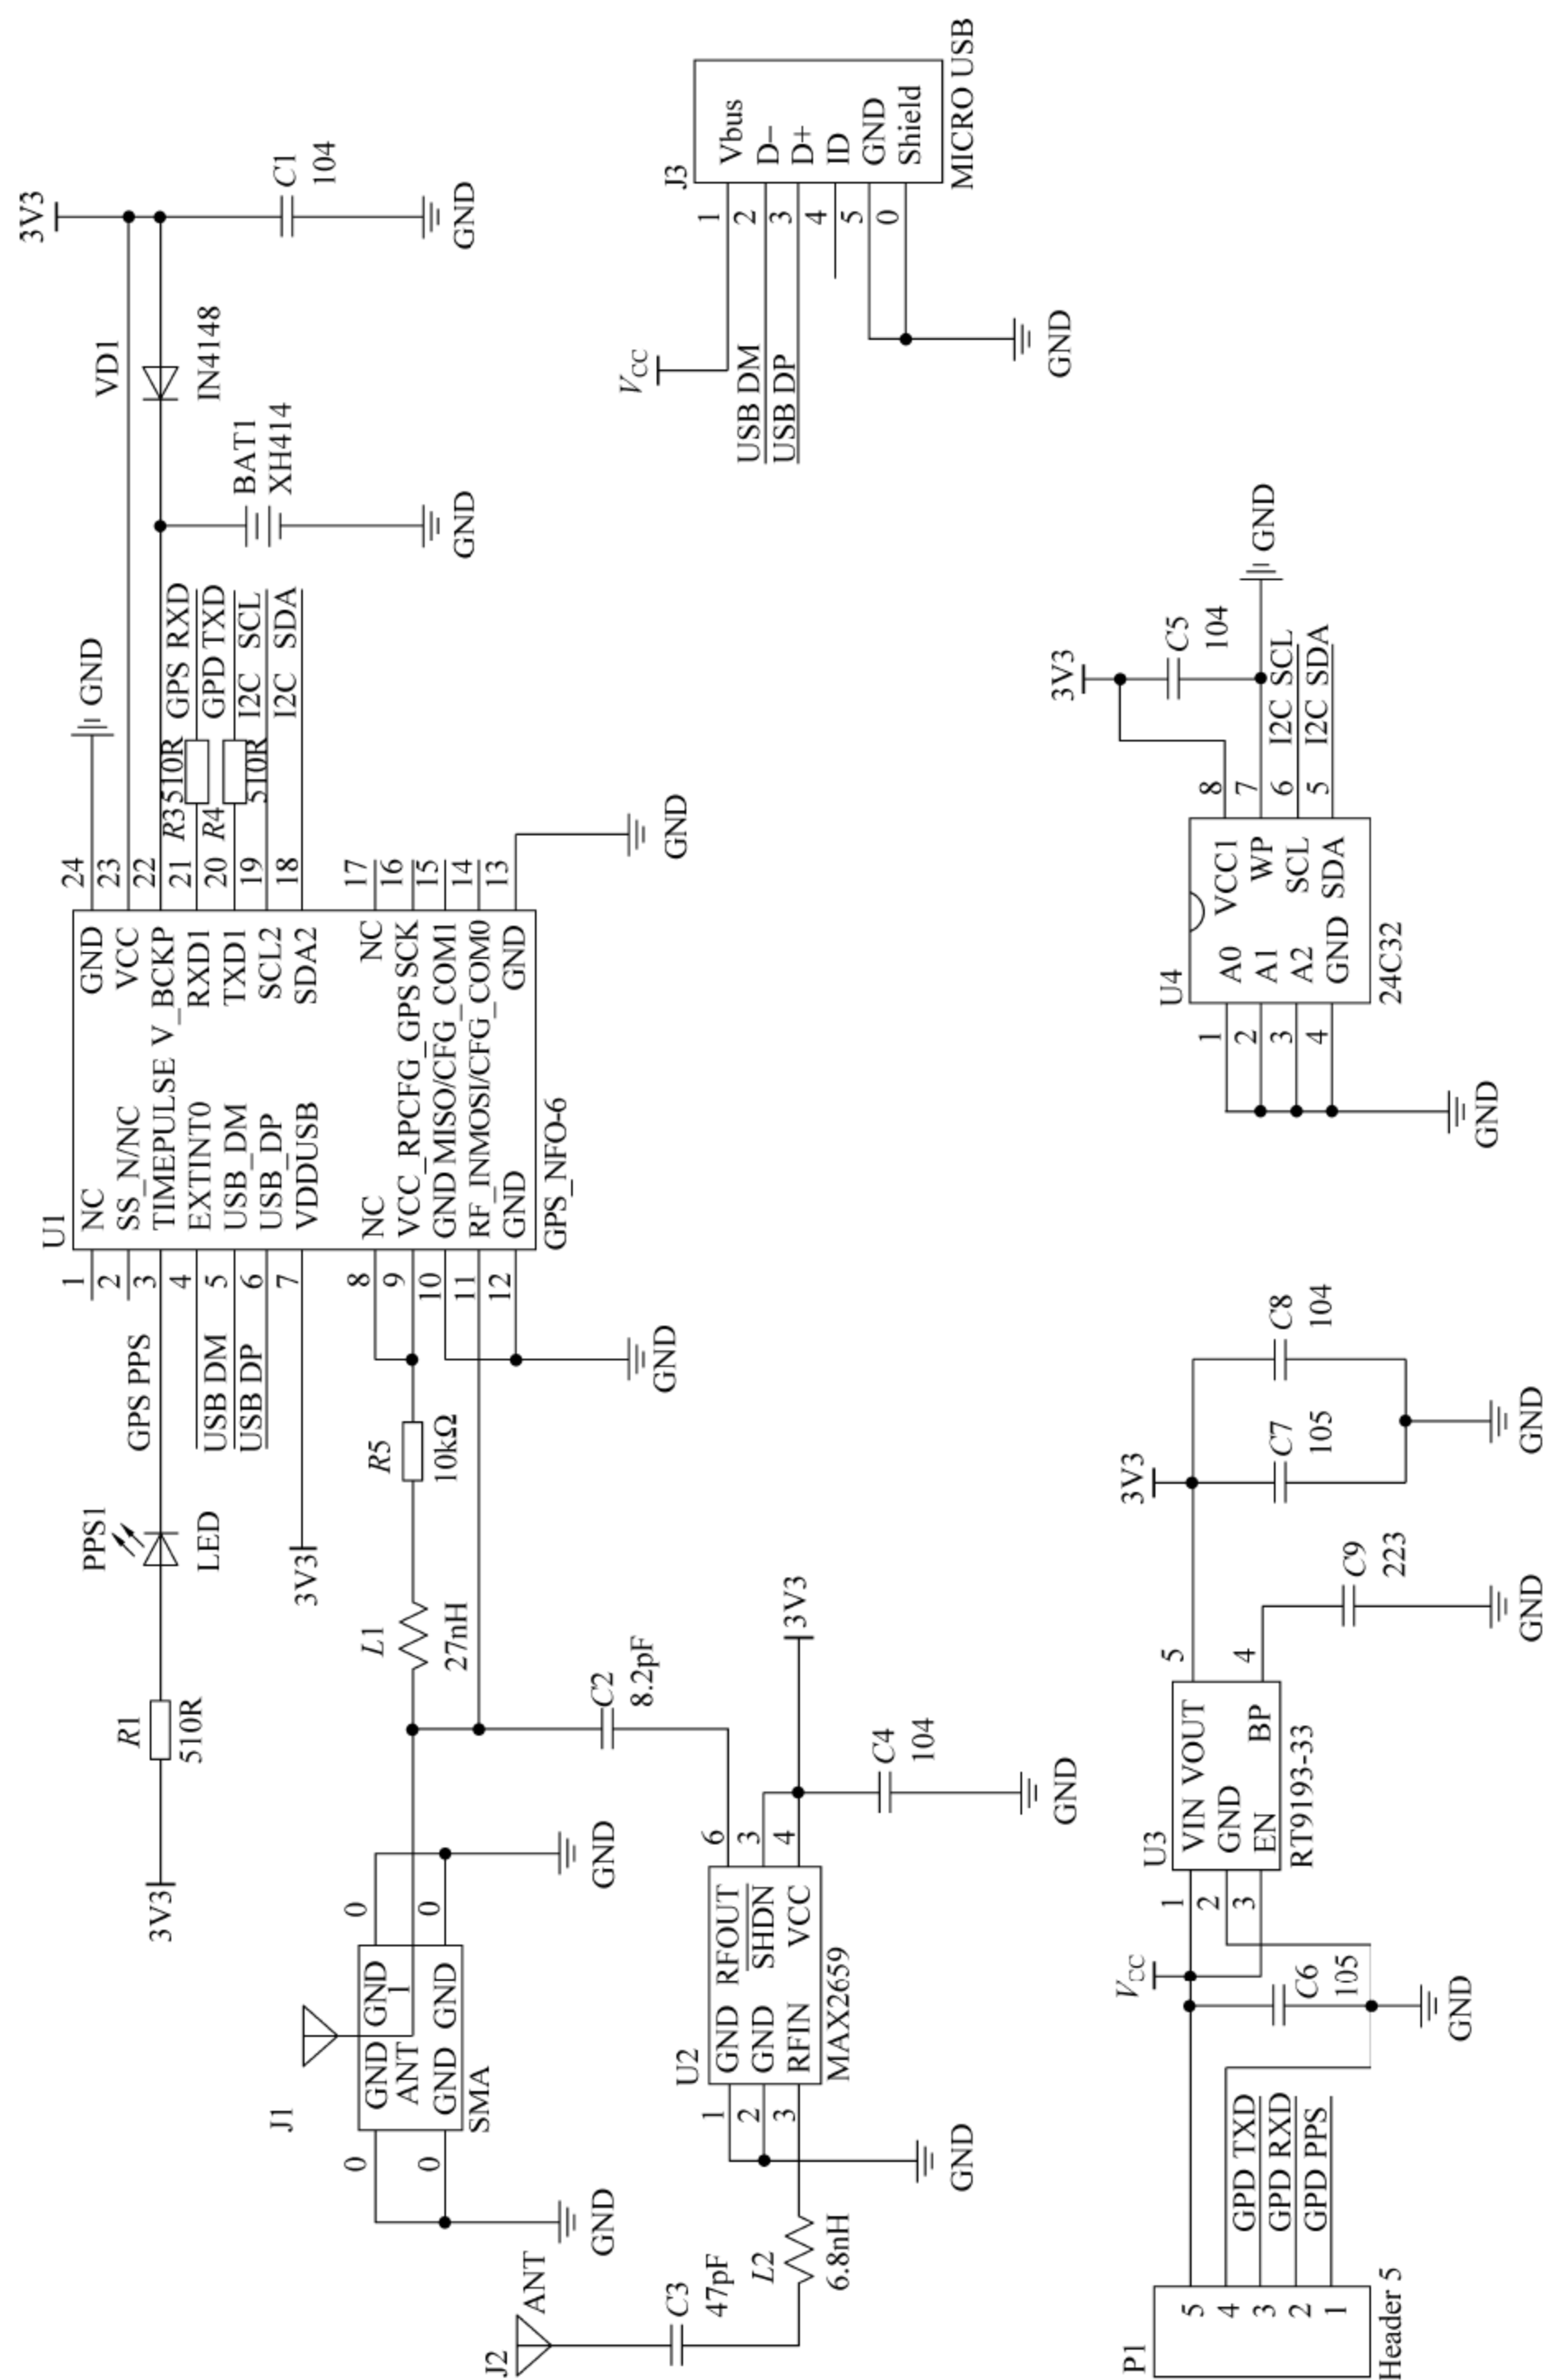 U1
NC
SS_N/NC
TIMEPULSE V_BCKP
EXTINT0
USB_DM
USB_DP
VDDUSB
GND
VCC
RXD1
TXD1
SCL2
SDA2
NC
VCC_RPCFG_GPS SCK
GND MISO/CFG_COM1
RF_INMOSI/CFG_COM0
GND
NC
GND
GPS_NFO-6
1
2
3
4
5
6
7
8
9
10
11
12
24
23
22
21
20
19
18
17
16
15
14
13
3V3
R1
510R
PPS1
LED
GPS PPS
USB DM
USB DP
3V3
GND
R3 510R GPS RXD
R4 510R GPD TXD
I2C SCL
I2C SDA
VD1
IN4148
BAT1
XH414
GND
3V3
C1
104
GND
GND
GND
R5
10kΩ
L1
27nH
C2
8.2pF
J1
GND GND
ANT 1
GND GND
SMA
0
0
0
0
GND
GND
J2
ANT
C3
47pF
L2
6.8nH
U2
GND RFOUT
GND SHDN
RFIN VCC
MAX2659
1
2
3
6
3
4
GND
3V3
C4
104
GND
J3
Vbus
D−
D+
ID
GND
Shield
MICRO USB
1
2
3
4
5
0
VCC
USB DM
USB DP
GND
P1
5
4
3
2
1
Header 5
GPD TXD
GPD RXD
GPD PPS
VCC
C6
105
GND
U3
VIN VOUT
GND
EN BP
RT9193-33
1
2
3
5
4
3V3
C9
223
GND
C7
105
C8
104
GND
U4
A0 VCC1
A1 WP
A2 SCL
GND SDA
24C32
1
2
3
4
8
7
6
5
GND
3V3
C5
104
GND
I2C SCL
I2C SDA